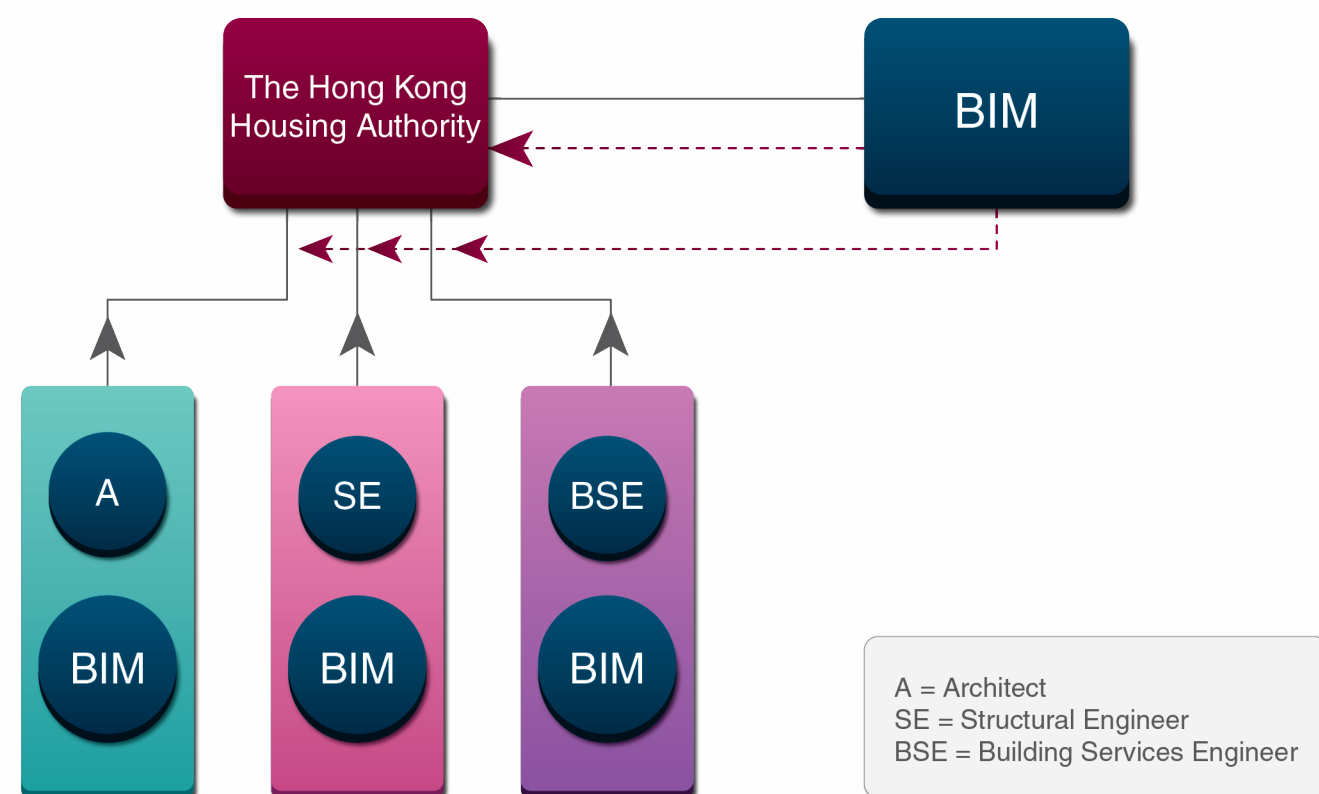 The Hong Kong
Housing Authority
BIM
A
SE
BSE
BIM
BIM
BIM
A = Architect
SE = Structural Engineer
BSE = Building Services Engineer